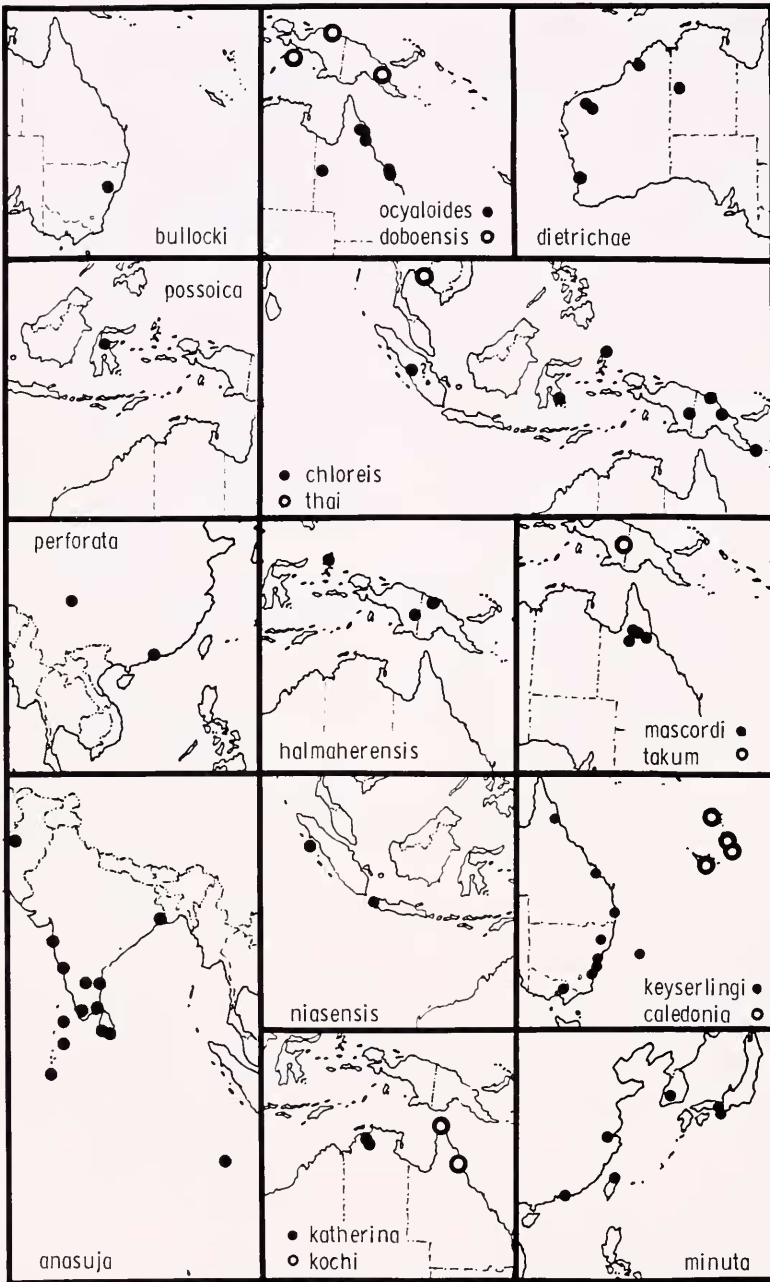 bullocki
ocyaloides
doboensis
dietrichae
possoica
chloreis
thai
perforata
halmaherensis
mascordi
takum
anasuja
niasensis
keyserlingi
caledonia
katherina
kochi
minuta